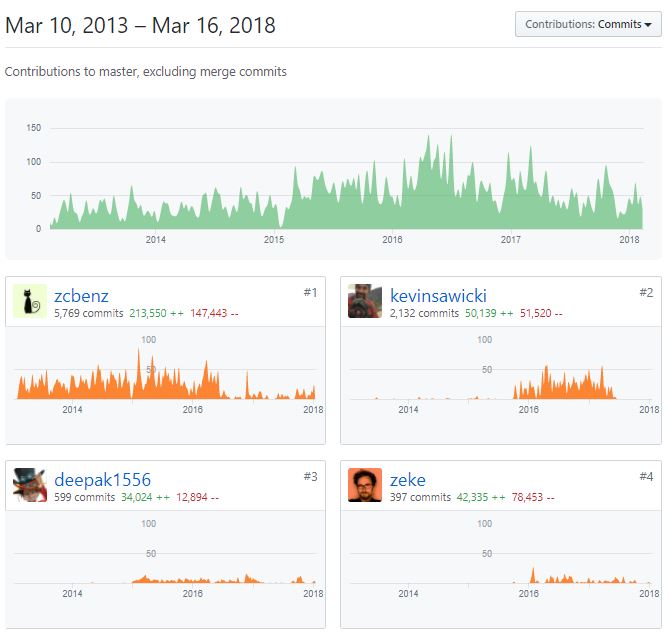 Mar 10, 2013 – Mar 16, 2018
Contributions: Commits
Contributions to master, excluding merge commits
150
100
50
0
2014 2015 2016 2017 2018
zcbenz #1
5,769 commits 213,550 ++ 147,443 --
100
50
2014 2016 2018
kevinsawicki #2
2,132 commits 50,139 ++ 51,520 --
100
50
2014 2016 2018
deepak1556 #3
599 commits 34,024 ++ 12,894 --
100
50
2014 2016 2018
zeke #4
397 commits 42,335 ++ 78,453 --
100
50
2014 2016 2018